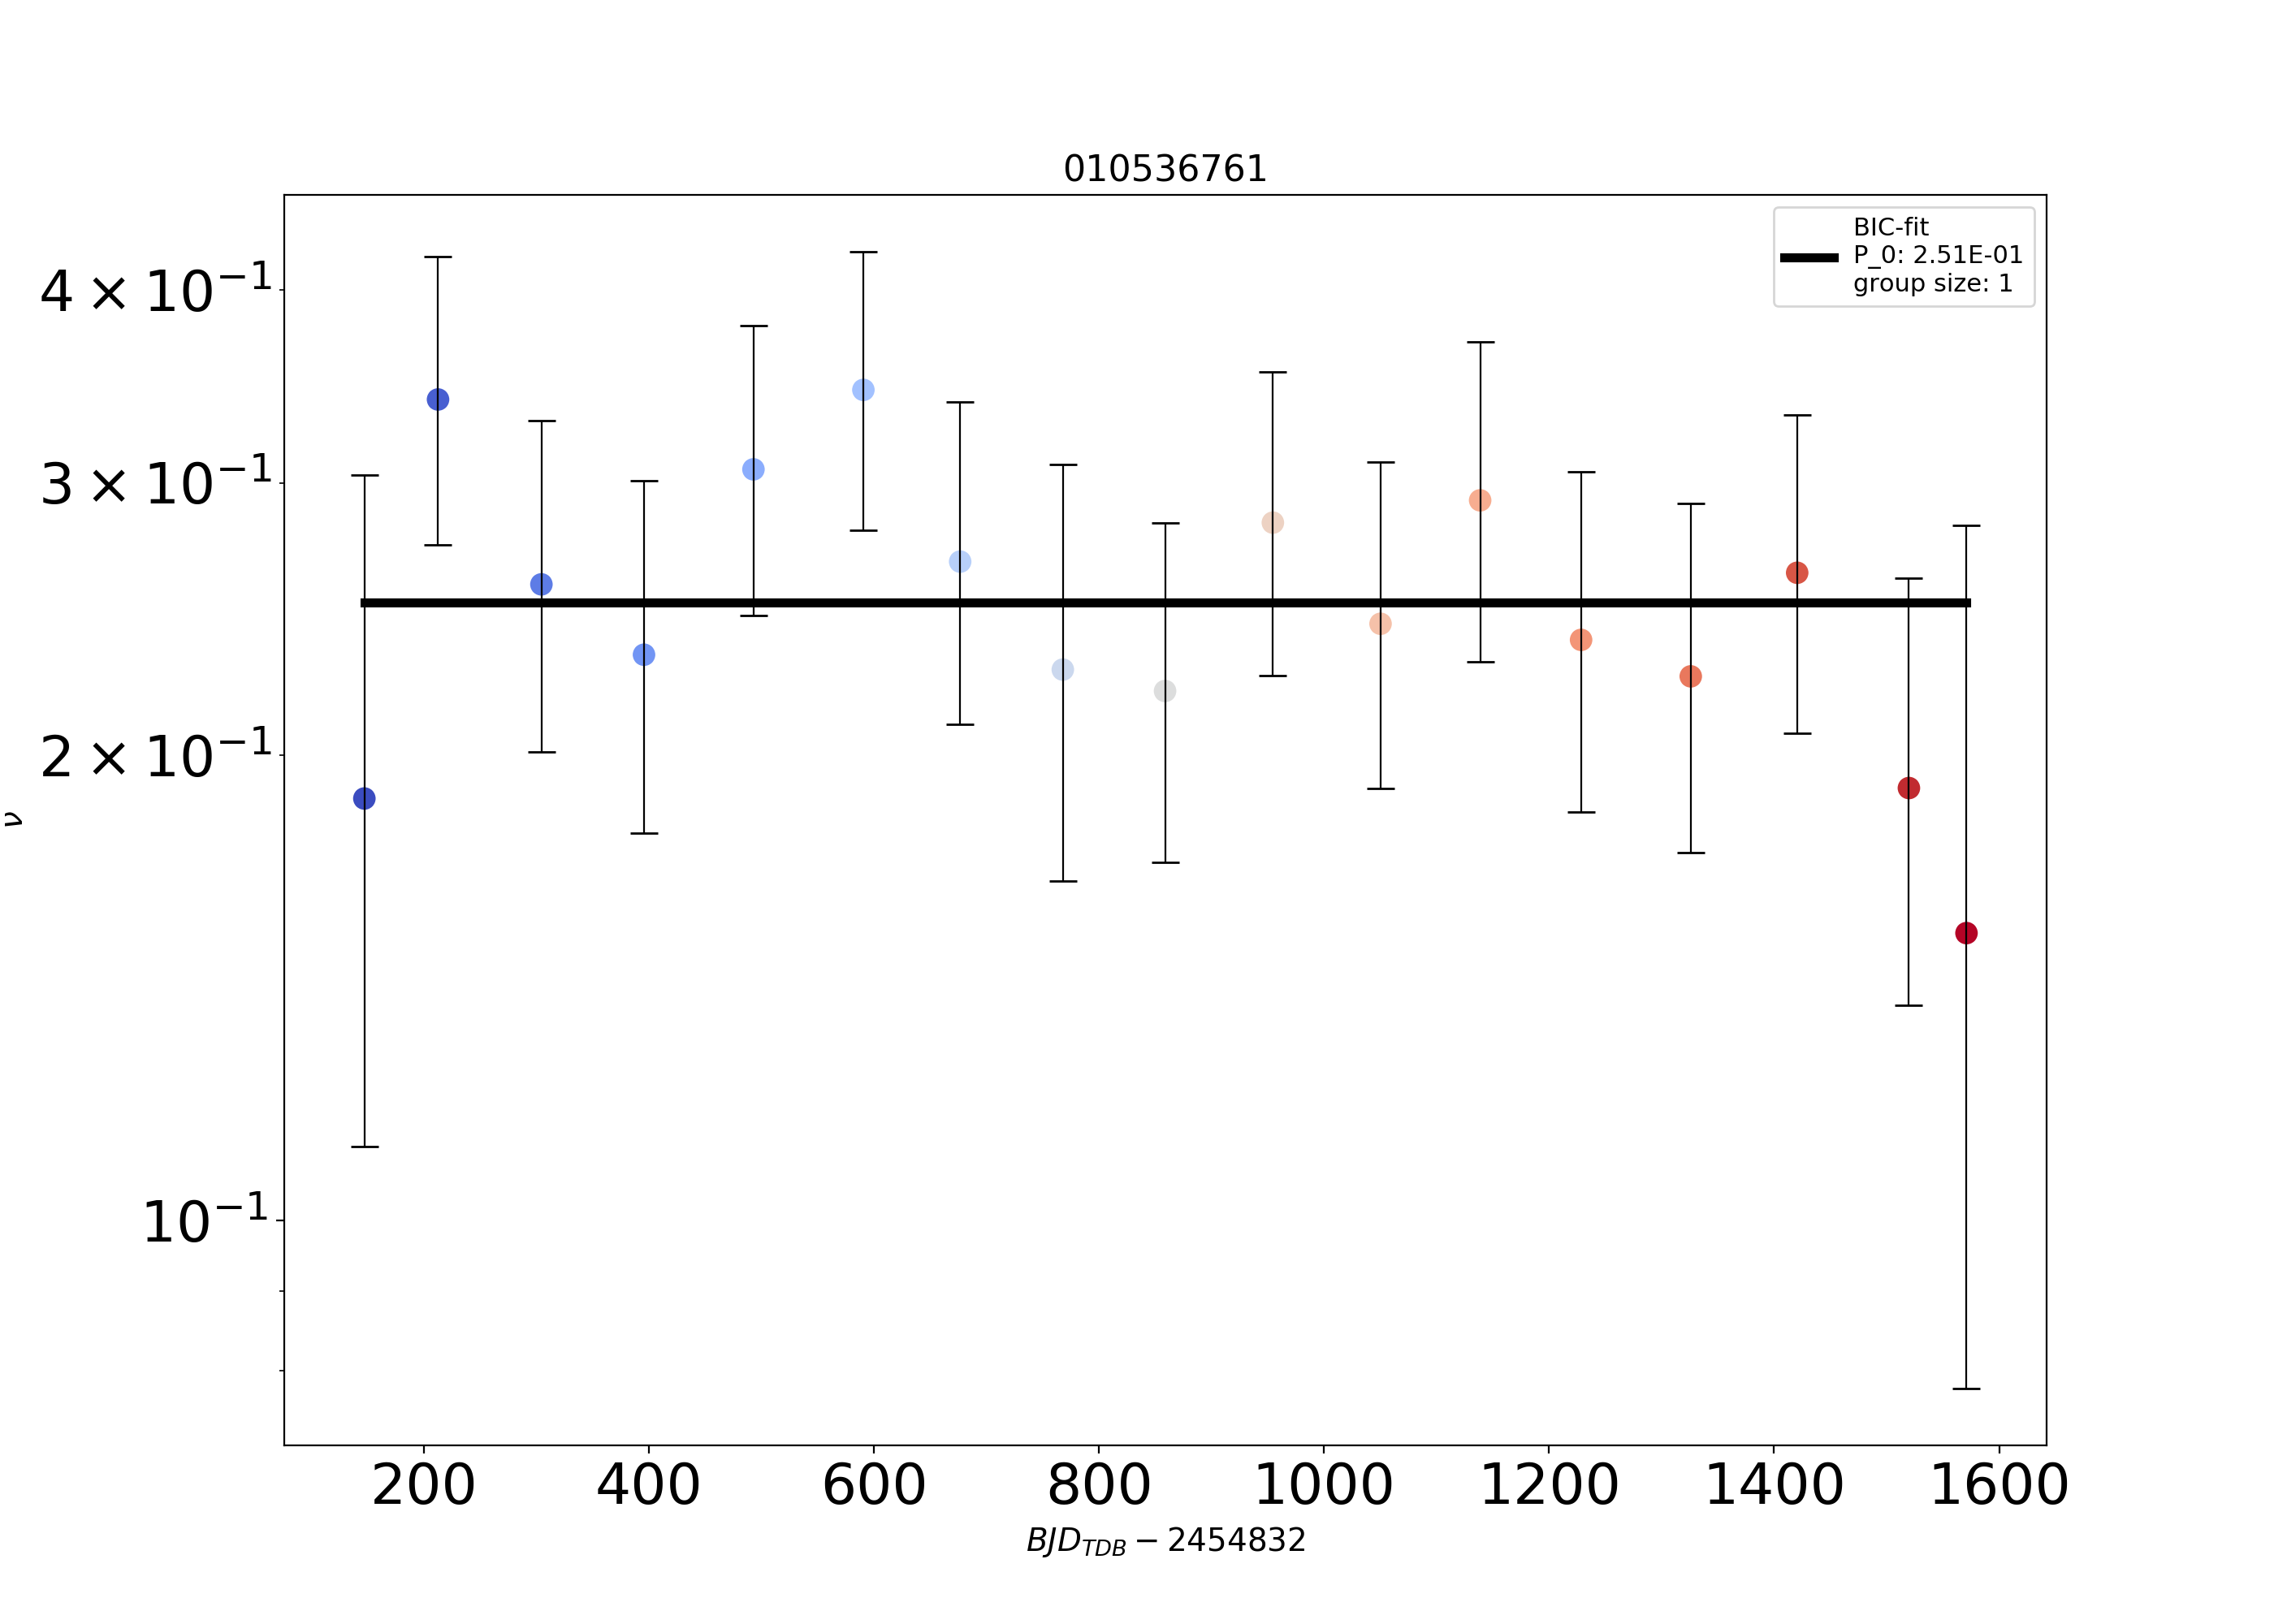 010536761
BIC-fit
P_0: 2.51E-01
group size: 1
4 × 10⁻¹
3 × 10⁻¹
2 × 10⁻¹
10⁻¹
ν
200 400 600 800 1000 1200 1400 1600
BJD_TDB − 2454832